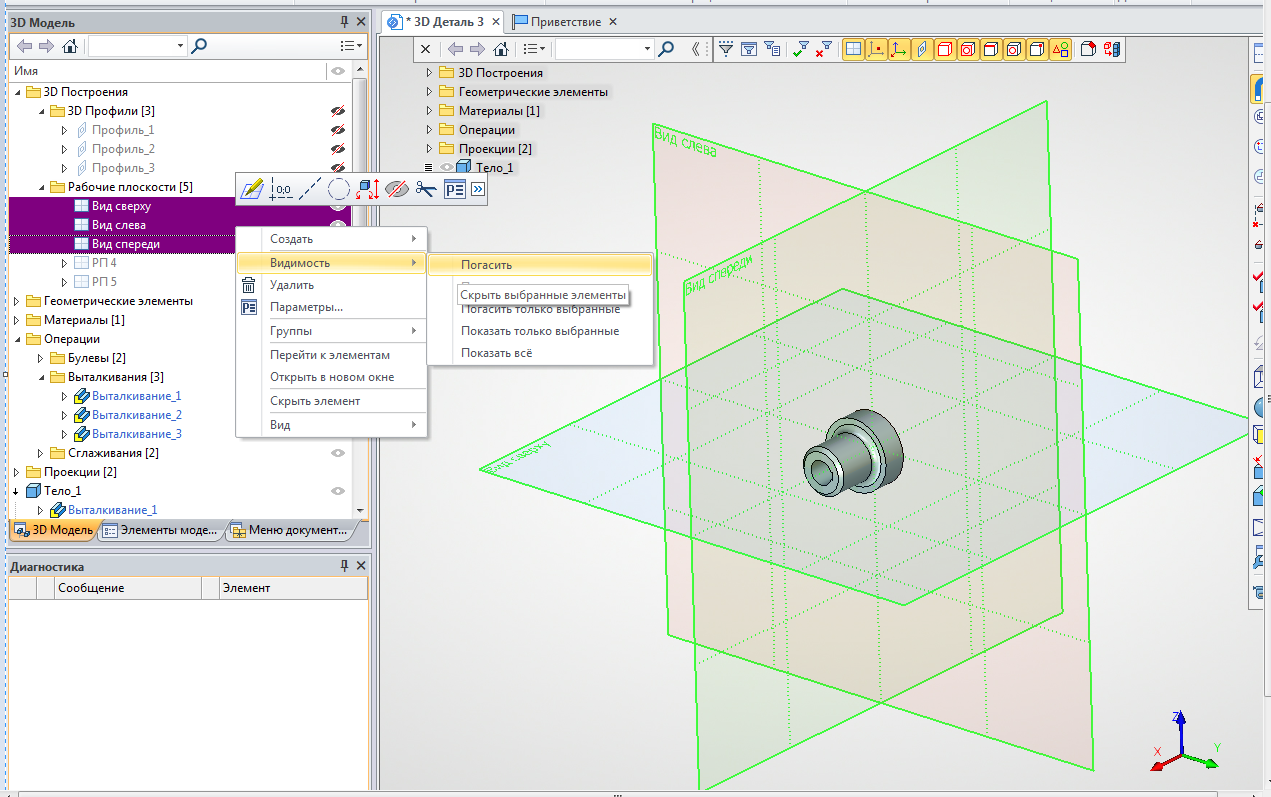 3D Модель
Имя
3D Построения
3D Профили [3]
Профиль_1
Профиль_2
Профиль_3
Рабочие плоскости [5]
Вид сверху
Вид слева
Вид спереди
РП 4
РП 5
Геометрические элементы
Материалы [1]
Операции
Булевы [2]
Выталкивания [3]
Выталкивание_1
Выталкивание_2
Выталкивание_3
Сглаживания [2]
Проекции [2]
Тело_1
Выталкивание_1
3D Модель
Элементы моде...
Меню документ...
Диагностика
Сообщение
Элемент
Создать
Видимость
Удалить
Параметры...
Группы
Перейти к элементам
Открыть в новом окне
Скрыть элемент
Вид
Погасить
Скрыть выбранные элементы
Погасить только выбранные
Показать только выбранные
Показать всё
* 3D Деталь 3
Приветствие
3D Построения
Геометрические элементы
Материалы [1]
Операции
Проекции [2]
Тело_1
Вид слева
Вид спереди
Вид сверху
Z
X
Y